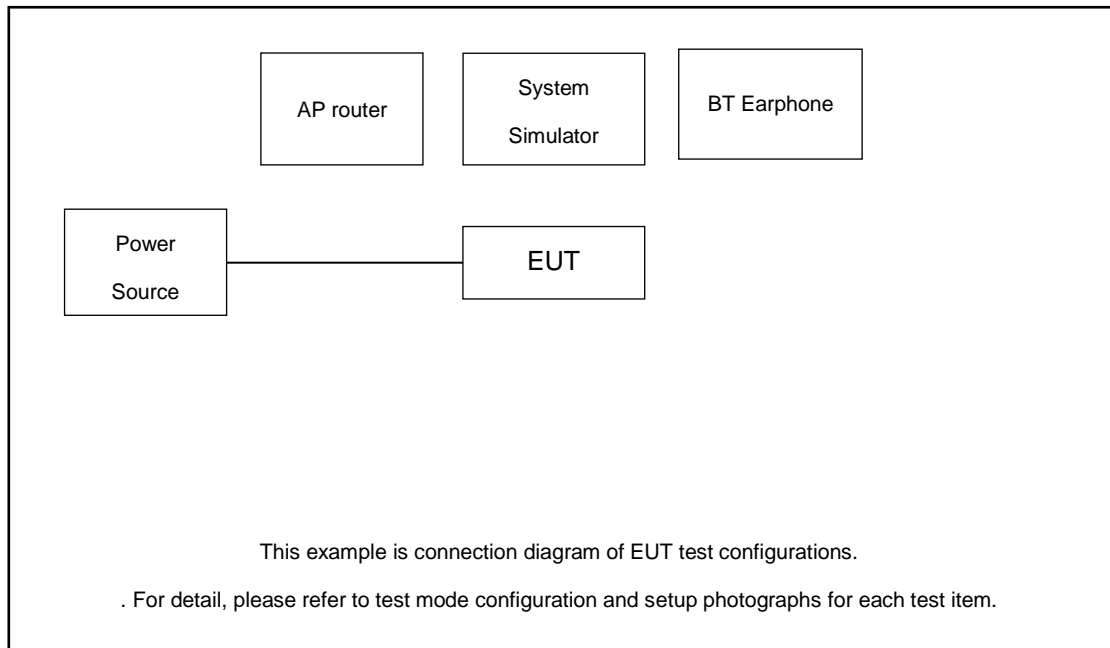 AP router
System
Simulator
BT Earphone
Power
Source
EUT
This example is connection diagram of EUT test configurations.
. For detail, please refer to test mode configuration and setup photographs for each test item.